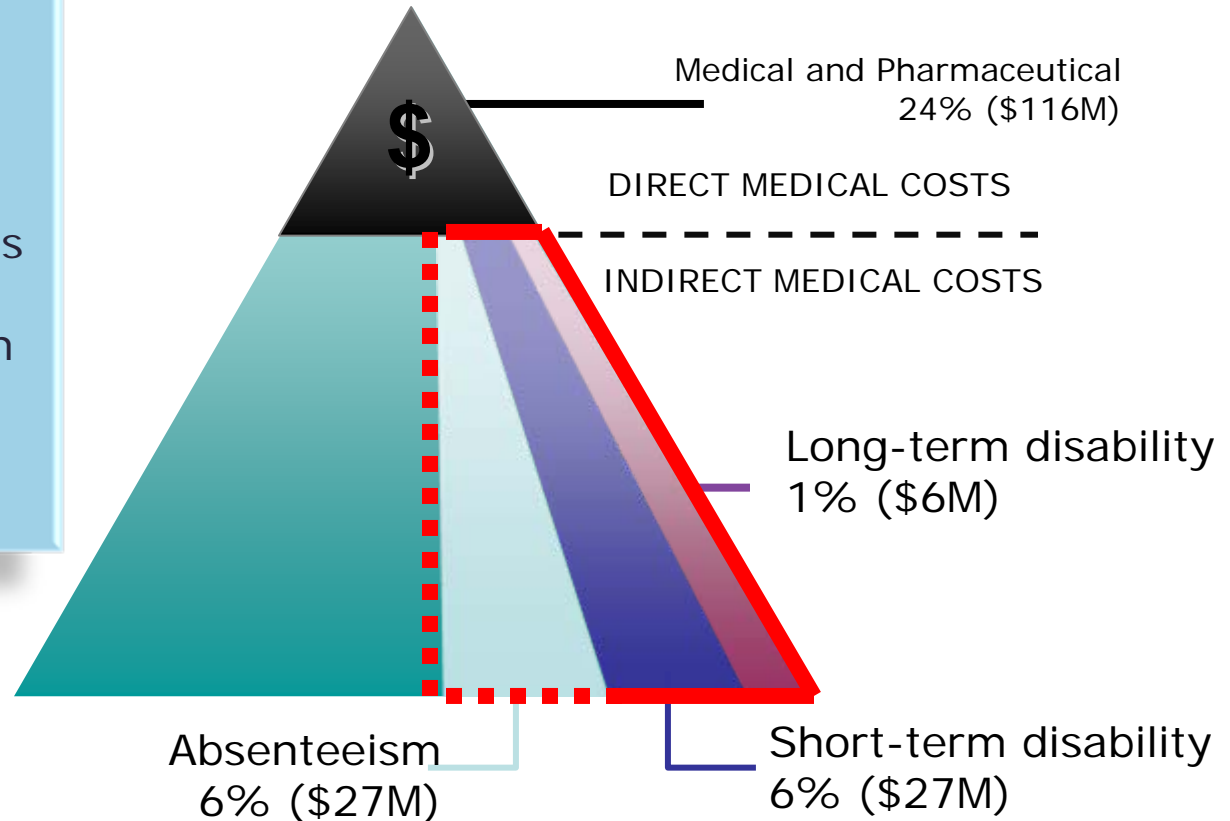 s
n
$
Medical and Pharmaceutical
24% ($116M)
DIRECT MEDICAL COSTS
INDIRECT MEDICAL COSTS
Long-term disability
1% ($6M)
Absenteeism
6% ($27M)
Short-term disability
6% ($27M)